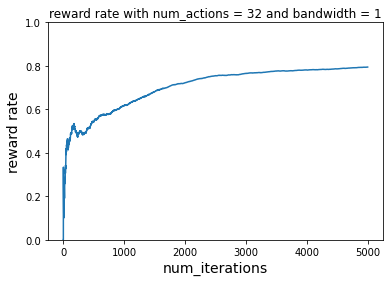 reward rate with num_actions = 32 and bandwidth = 1
1.0
0.8
0.6
0.4
0.2
0.0
reward rate
0 1000 2000 3000 4000 5000
num_iterations